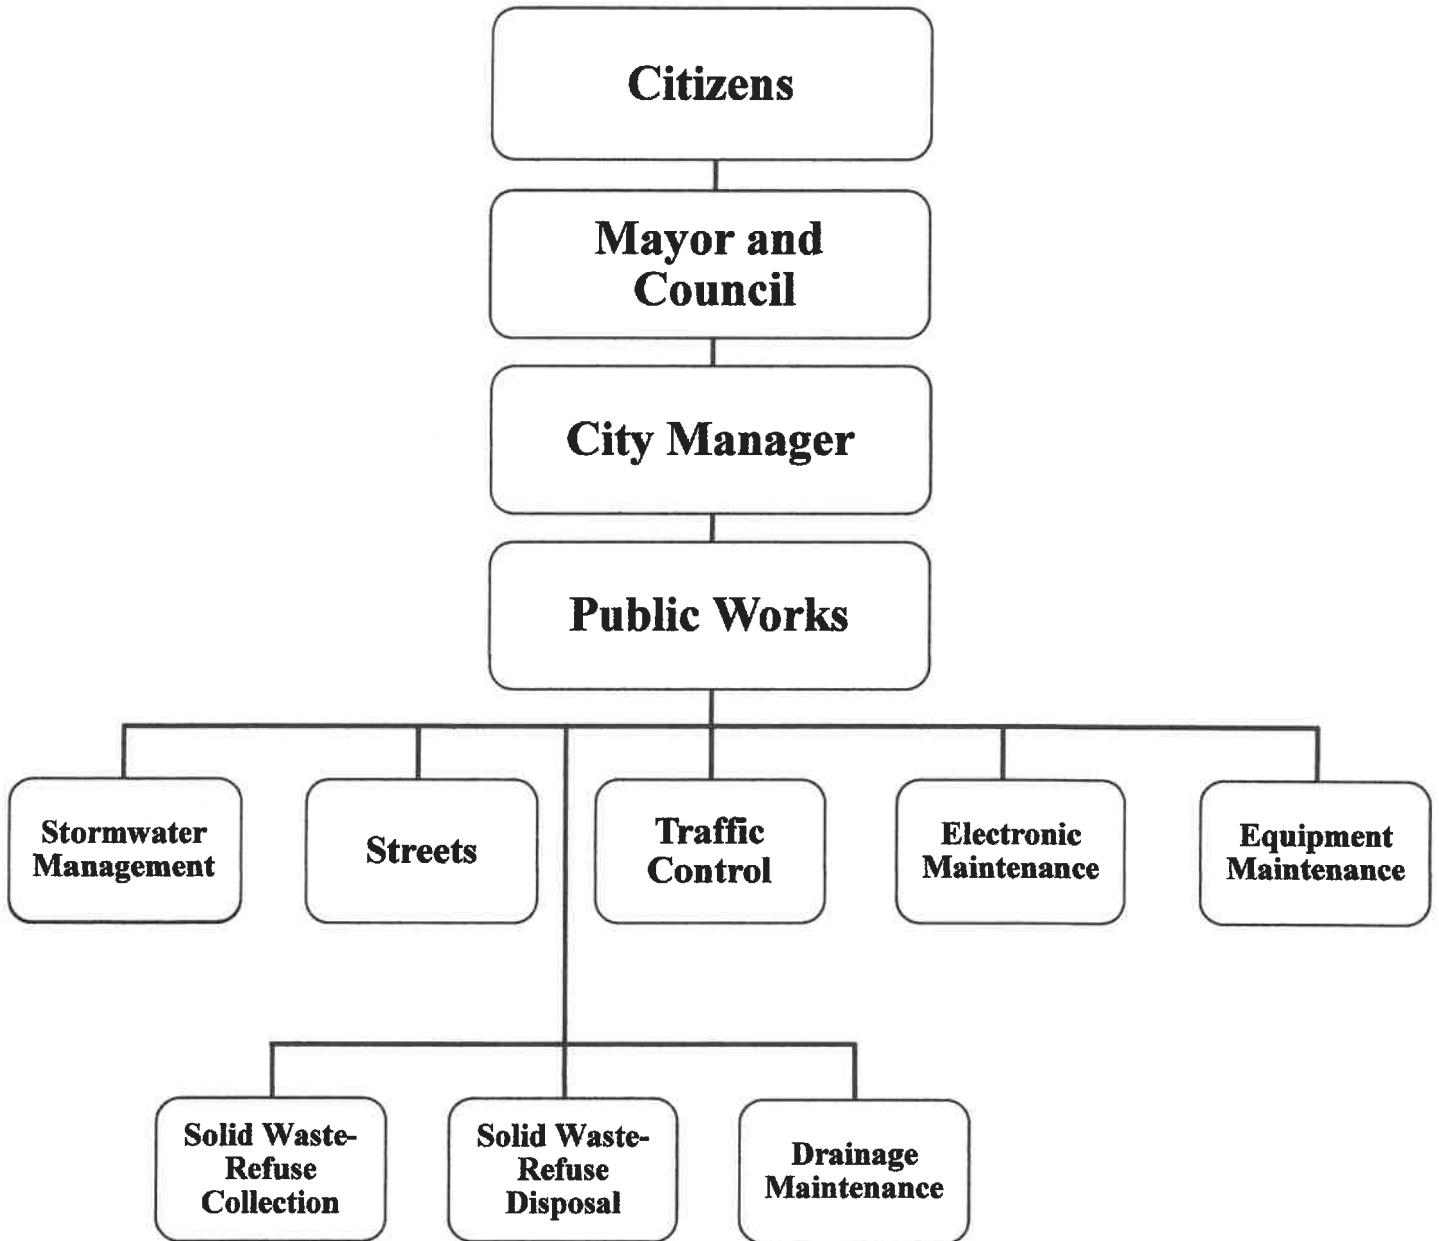 Citizens
Mayor and
Council
City Manager
Public Works
Stormwater
Management
Streets
Traffic
Control
Electronic
Maintenance
Equipment
Maintenance
Solid Waste-
Refuse
Collection
Solid Waste-
Refuse
Disposal
Drainage
Maintenance